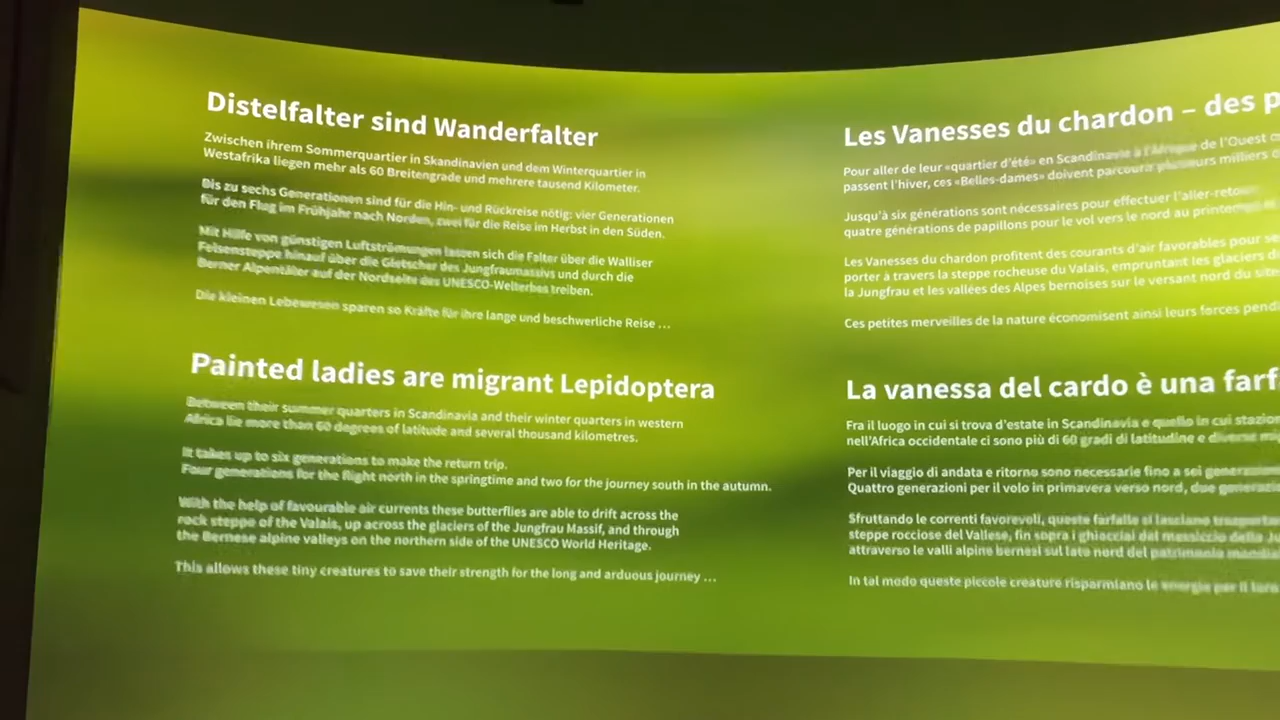 Distelfalter sind Wanderfalter
Zwischen ihrem Sommerquartier in Skandinavien und dem Winterquartier in
Westafrika liegen mehr als 60 Breitengrade und mehrere tausend Kilometer.
Bis zu sechs Generationen sind für die Hin- und Rückreise nötig: vier Generationen
für den Flug im Frühjahr nach Norden, zwei für die Reise im Herbst in den Süden.
Mit Hilfe von günstigen Luftströmungen lassen sich die Falter über die Walliser
Felsensteppe hinauf über die Gletscher des Jungfraumassivs und durch die
Berner Alpentäler auf der Nordseite des UNESCO-Welterbes treiben.
Die kleinen Lebewesen sparen so Kräfte für ihre lange und beschwerliche Reise ...
Painted ladies are migrant Lepidoptera
Between their summer quarters in Scandinavia and their winter quarters in western
Africa lie more than 60 degrees of latitude and several thousand kilometres.
It takes up to six generations to make the return trip.
Four generations for the flight north in the springtime and two for the journey south in the autumn.
With the help of favourable air currents these butterflies are able to drift across the
rock steppe of the Valais, up across the glaciers of the Jungfrau Massif, and through
the Bernese alpine valleys on the northern side of the UNESCO World Heritage.
This allows these tiny creatures to save their strength for the long and arduous journey ...
Les Vanesses du chardon – des p
Pour aller de leur «quartier d'été» en Scandinavie à l'Afrique de l'Ouest
passent l'hiver, ces «Belles-dames» doivent parcourir plusieurs milliers
Jusqu'à six générations sont nécessaires pour effectuer l'aller-retour
quatre générations de papillons pour le vol vers le nord au printemps
Les Vanesses du chardon profitent des courants d'air favorables pour se
porter à travers la steppe rocheuse du Valais, empruntant les glaciers d
la Jungfrau et les vallées des Alpes bernoises sur le versant nord du site
Ces petites merveilles de la nature économisent ainsi leurs forces pend
La vanessa del cardo è una farf
Fra il luogo in cui si trova d'estate in Scandinavia e quello in cui stazio
nell'Africa occidentale ci sono più di 60 gradi di latitudine e diverse
Per il viaggio di andata e ritorno sono necessarie fino a sei generazioni
Quattro generazioni per il volo in primavera verso nord, due
Sfruttando le correnti favorevoli, queste farfalle si lasciano
steppe rocciose del Vallese, fin sopra i ghiacciai del massiccio della
attraverso le valli alpine bernesi sul lato nord del patrimonio
In tal modo queste piccole creature risparmiano le energie per il